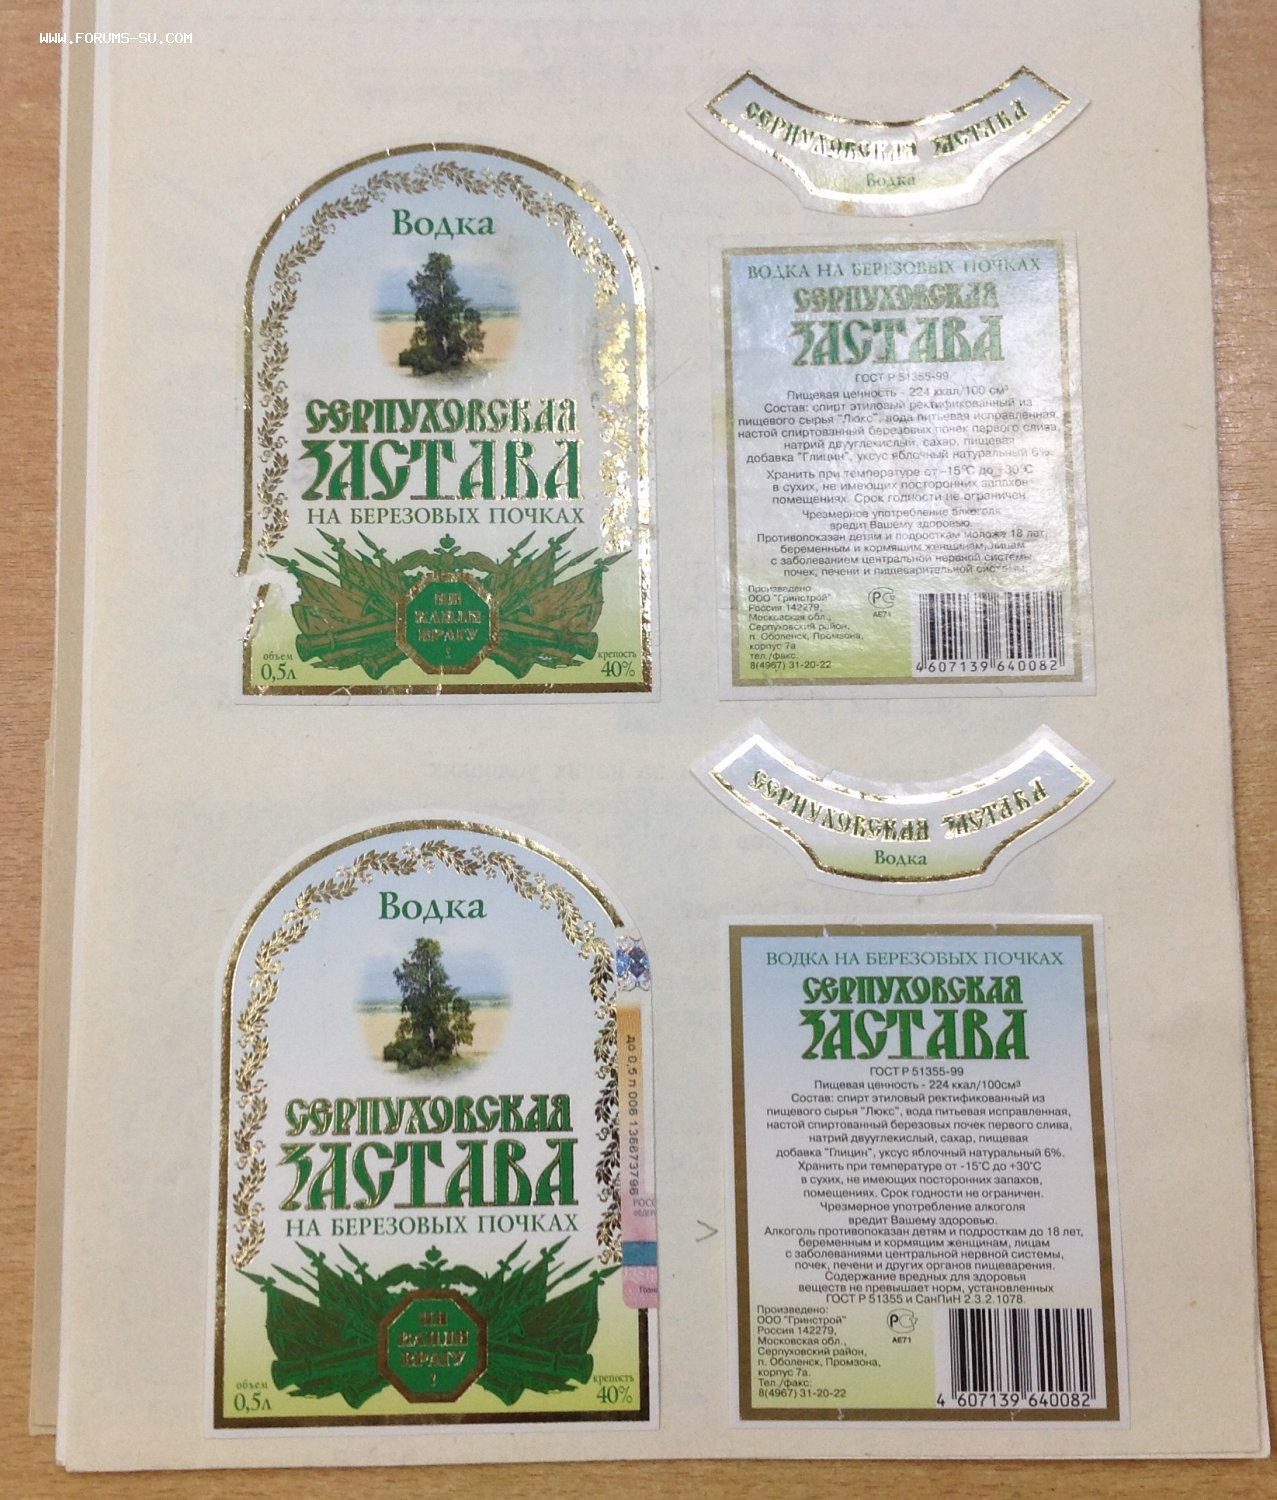 WWW.FORUMS-SU.COM
СЕРПУХОВСКАЯ ЗАСТАВА
Водка
Водка
СЕРПУХОВСКАЯ
ЗАСТАВА
НА БЕРЕЗОВЫХ ПОЧКАХ
НИ
КАПЛИ
ВРАГУ
!
объем
0,5л
крепость
40%
ВОДКА НА БЕРЕЗОВЫХ ПОЧКАХ
СЕРПУХОВСКАЯ
ЗАСТАВА
ГОСТ Р 51355-99
Пищевая ценность - 224 ккал/100 см³
Состав: спирт этиловый ректификованный из
пищевого сырья "Люкс", вода питьевая исправленная,
настой спиртованный березовых почек первого слива,
натрий двууглекислый, сахар, пищевая
добавка "Глицин", уксус яблочный натуральный 6%.
Хранить при температуре от -15°С до +30°С
в сухих, не имеющих посторонних запахов
помещениях. Срок годности не ограничен.
Чрезмерное употребление алкоголя
вредит Вашему здоровью.
Противопоказан детям и подросткам моложе 18 лет,
беременным и кормящим женщинам, лицам
с заболеванием центральной нервной системы,
почек, печени и пищеварительной системы.
Произведено
ООО "Гринстрой"
Россия 142279,
Московская обл.,
Серпуховский район,
п. Оболенск, Промзона,
корпус 7а
тел./факс:
8(4967) 31-20-22
АЕ71
4 607139 640082
СЕРПУХОВСКАЯ ЗАСТАВА
Водка
Водка
СЕРПУХОВСКАЯ
ЗАСТАВА
НА БЕРЕЗОВЫХ ПОЧКАХ
НИ
КАПЛИ
ВРАГУ
!
объем
0,5л
крепость
40%
до 0,5 л 006 136673796
ВОДКА НА БЕРЕЗОВЫХ ПОЧКАХ
СЕРПУХОВСКАЯ
ЗАСТАВА
ГОСТ Р 51355-99
Пищевая ценность - 224 ккал/100см³
Состав: спирт этиловый ректификованный из
пищевого сырья "Люкс", вода питьевая исправленная,
настой спиртованный березовых почек первого слива,
натрий двууглекислый, сахар, пищевая
добавка "Глицин", уксус яблочный натуральный 6%.
Хранить при температуре от -15°С до +30°С
в сухих, не имеющих посторонних запахов,
помещениях. Срок годности не ограничен.
Чрезмерное употребление алкоголя
вредит Вашему здоровью.
Алкоголь противопоказан детям и подросткам до 18 лет,
беременным и кормящим женщинам, лицам
с заболеваниями центральной нервной системы,
почек, печени и других органов пищеварения.
Содержание вредных для здоровья
веществ не превышает норм, установленных
ГОСТ Р 51355 и СанПиН 2.3.2.1078.
Произведено:
ООО "Гринстрой"
Россия 142279,
Московская обл.,
Серпуховский район,
п. Оболенск, Промзона,
корпус 7а.
Тел./факс:
8(4967) 31-20-22
АЕ71
4 607139 640082